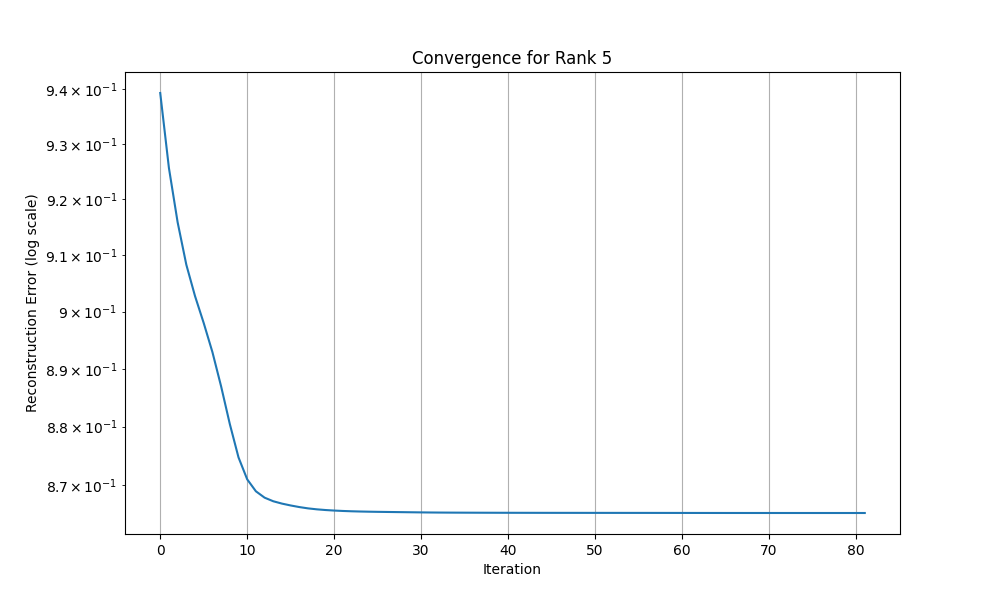 Convergence for Rank 5
Reconstruction Error (log scale)
9.4 × 10⁻¹
9.3 × 10⁻¹
9.2 × 10⁻¹
9.1 × 10⁻¹
9 × 10⁻¹
8.9 × 10⁻¹
8.8 × 10⁻¹
8.7 × 10⁻¹
0 10 20 30 40 50 60 70 80
Iteration